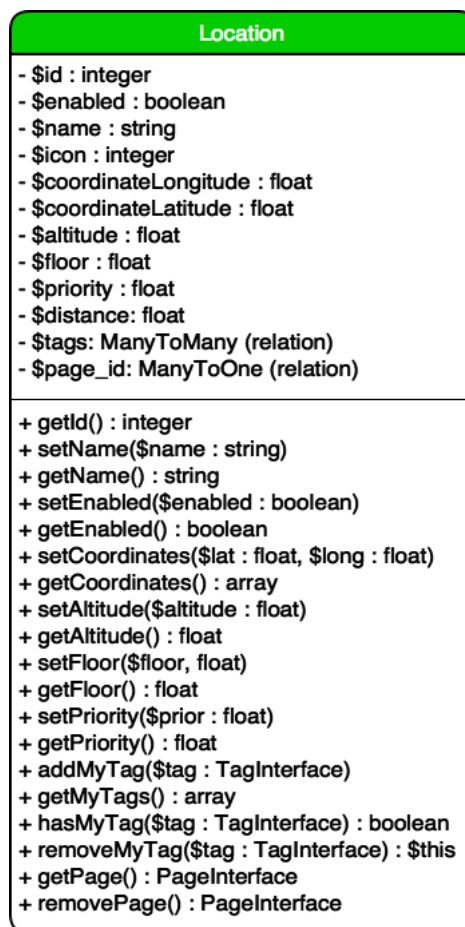 Location
- $id : integer
- $enabled : boolean
- $name : string
- $icon : integer
- $coordinateLongitude : float
- $coordinateLatitude : float
- $altitude : float
- $floor : float
- $priority : float
- $distance: float
- $tags: ManyToMany (relation)
- $page_id: ManyToOne (relation)
+ getId() : integer
+ setName($name : string)
+ getName() : string
+ setEnabled($enabled : boolean)
+ getEnabled() : boolean
+ setCoordinates($lat : float, $long : float)
+ getCoordinates() : array
+ setAltitude($altitude : float)
+ getAltitude() : float
+ setFloor($floor, float)
+ getFloor() : float
+ setPriority($prior : float)
+ getPriority() : float
+ addMyTag($tag : TagInterface)
+ getMyTags() : array
+ hasMyTag($tag : TagInterface) : boolean
+ removeMyTag($tag : TagInterface) : $this
+ getPage() : PageInterface
+ removePage() : PageInterface